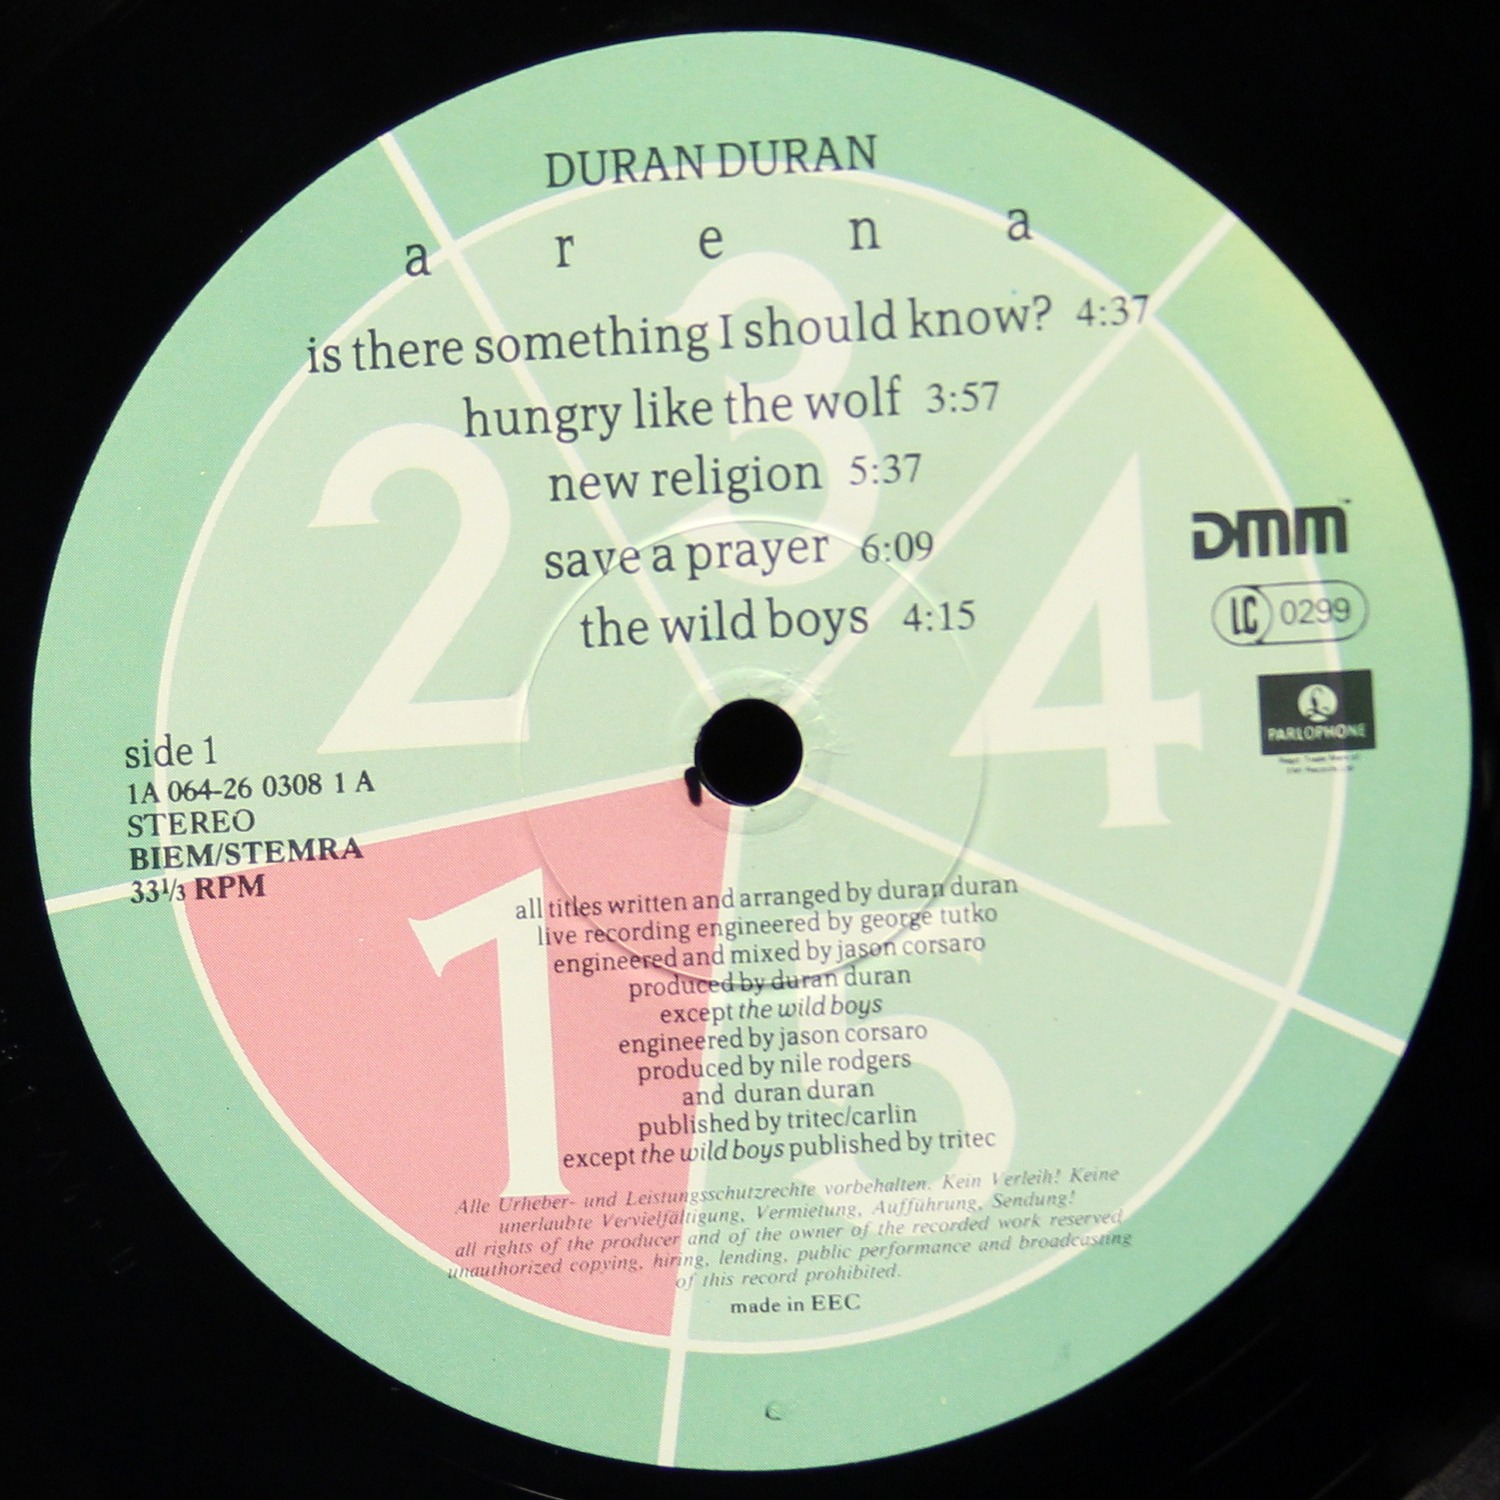 DURAN DURAN
a r e n a
is there something I should know? 4:37
hungry like the wolf 3:57
new religion 5:37
save a prayer 6:09
the wild boys 4:15
DMM
LC 0299
PARLOPHONE
side 1
1A 064-26 0308 1 A
STEREO
BIEM/STEMRA
33⅓ RPM
1
2
3
4
5
all titles written and arranged by duran duran
live recording engineered by george tutko
engineered and mixed by jason corsaro
produced by duran duran
except the wild boys
engineered by jason corsaro
produced by nile rodgers
and duran duran
published by tritec/carlin
except the wild boys published by tritec
Alle Urheber- und Leistungsschutzrechte vorbehalten. Kein Verleih! Keine
unerlaubte Vervielfältigung, Vermietung, Aufführung, Sendung!
all rights of the producer and of the owner of the recorded work reserved
unauthorized copying, hiring, lending, public performance and broadcasting
of this record prohibited.
made in EEC